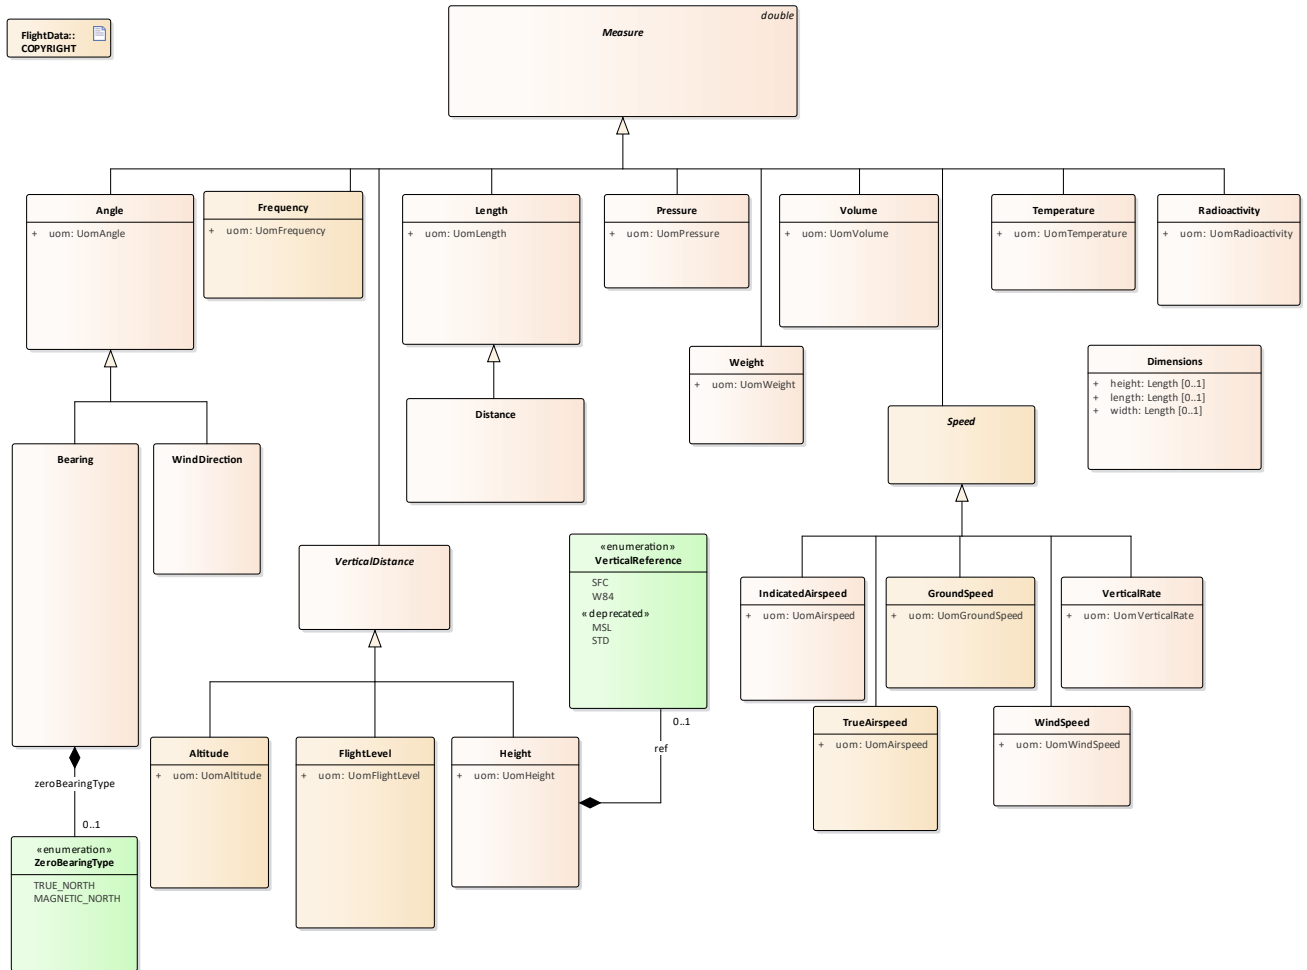 double
Measure
FlightData::
COPYRIGHT
Angle
+ uom: UomAngle
Frequency
+ uom: UomFrequency
Length
+ uom: UomLength
Pressure
+ uom: UomPressure
Volume
+ uom: UomVolume
Temperature
+ uom: UomTemperature
Radioactivity
+ uom: UomRadioactivity
Weight
+ uom: UomWeight
Dimensions
+ height: Length [0..1]
+ length: Length [0..1]
+ width: Length [0..1]
Distance
Speed
Bearing
WindDirection
VerticalDistance
«enumeration»
VerticalReference
SFC
W84
«deprecated»
MSL
STD
IndicatedAirspeed
+ uom: UomAirspeed
GroundSpeed
+ uom: UomGroundSpeed
VerticalRate
+ uom: UomVerticalRate
TrueAirspeed
+ uom: UomAirspeed
WindSpeed
+ uom: UomWindSpeed
0..1
ref
Altitude
+ uom: UomAltitude
FlightLevel
+ uom: UomFlightLevel
Height
+ uom: UomHeight
zeroBearingType
0..1
«enumeration»
ZeroBearingType
TRUE_NORTH
MAGNETIC_NORTH